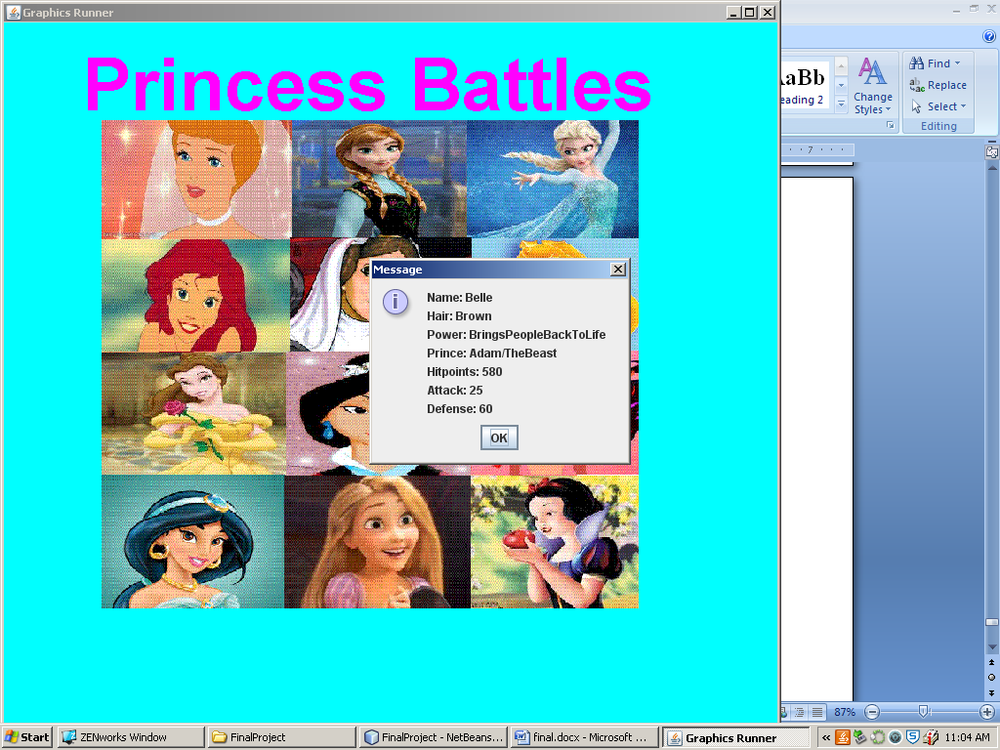 Graphics Runner
Princess Battles
Message
Name: Belle
Hair: Brown
Power: BringsPeopleBackToLife
Prince: Adam/TheBeast
Hitpoints: 580
Attack: 25
Defense: 60
OK
AaBb
eading 2
Change
Styles
Find
Replace
Select
Editing
7
87%
Start
ZENworks Window
FinalProject
FinalProject - NetBeans...
final.docx - Microsoft ...
Graphics Runner
11:04 AM